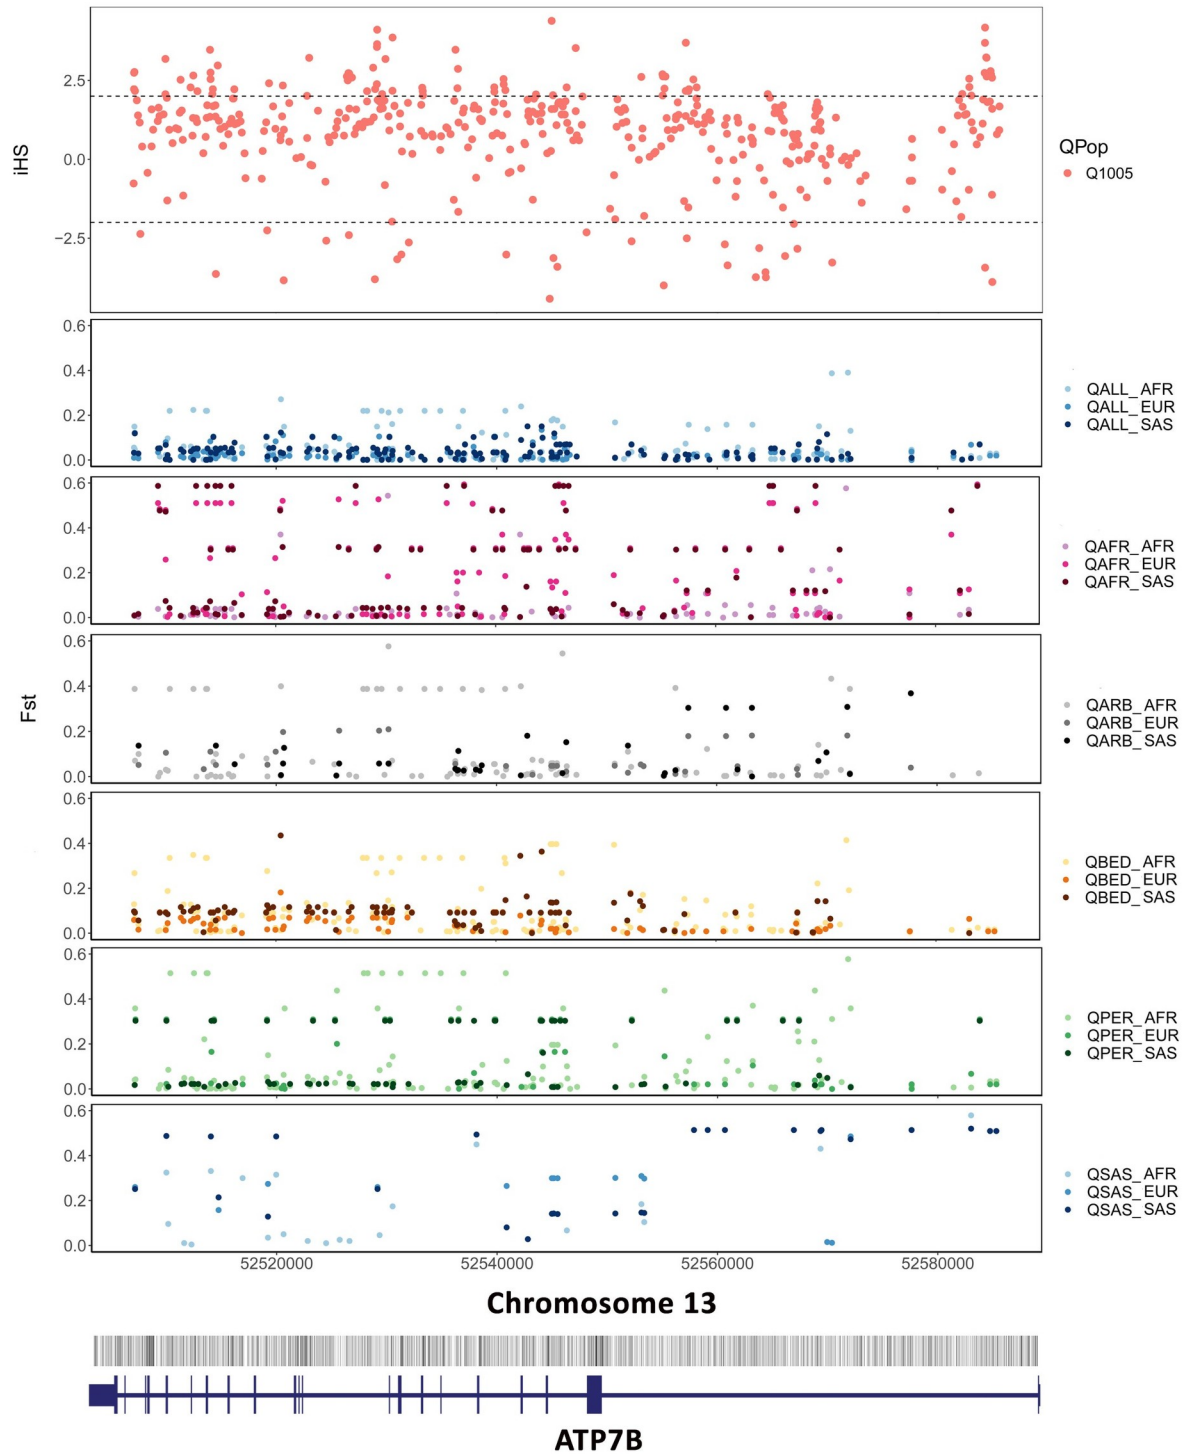 iHS
2.5
0.0
−2.5
QPop
Q1005
0.6
0.4
0.2
0.0
QALL_AFR
QALL_EUR
QALL_SAS
0.6
0.4
0.2
0.0
QAFR_AFR
QAFR_EUR
QAFR_SAS
Fst
0.6
0.4
0.2
0.0
QARB_AFR
QARB_EUR
QARB_SAS
0.6
0.4
0.2
0.0
QBED_AFR
QBED_EUR
QBED_SAS
0.6
0.4
0.2
0.0
QPER_AFR
QPER_EUR
QPER_SAS
0.6
0.4
0.2
0.0
QSAS_AFR
QSAS_EUR
QSAS_SAS
52520000 52540000 52560000 52580000
Chromosome 13
ATP7B